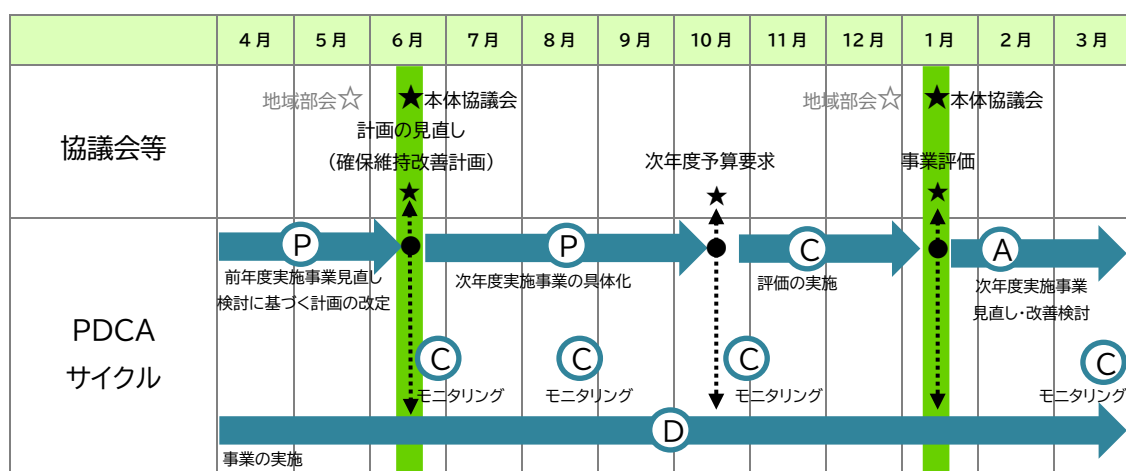 4月 5月 6月 7月 8月 9月 10月 11月 12月 1月 2月 3月
協議会等
地域部会☆ ★本体協議会 地域部会☆ ★本体協議会
計画の見直し
（確保維持改善計画）
次年度予算要求
事業評価
★ ★ ★
PDCA
サイクル
P P C A
前年度実施事業見直し
検討に基づく計画の改定
次年度実施事業の具体化
評価の実施
次年度実施事業
見直し・改善検討
C C C C
モニタリング モニタリング モニタリング モニタリング
D
事業の実施